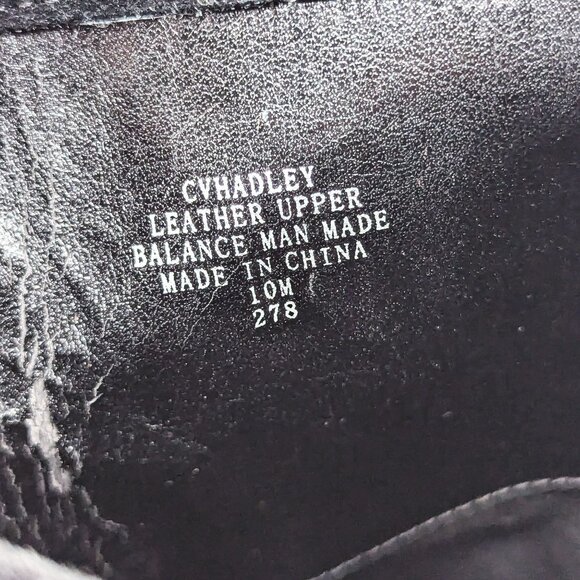 CVHADLEY
LEATHER UPPER
BALANCE MAN MADE
MADE IN CHINA
10M
278